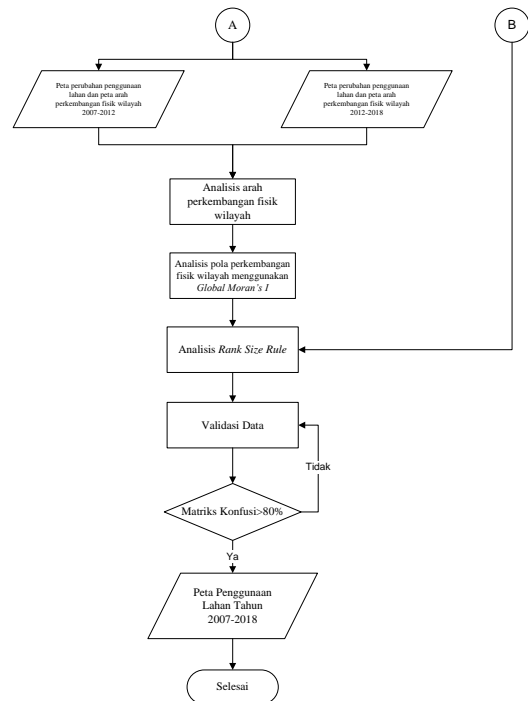 A
B
Peta perubahan penggunaan
lahan dan peta arah
perkembangan fisik wilayah
2007-2012
Peta perubahan penggunaan
lahan dan peta arah
perkembangan fisik wilayah
2012-2018
Analisis arah
perkembangan fisik
wilayah
Analisis pola perkembangan
fisik wilayah menggunakan
Global Moran's I
Analisis Rank Size Rule
Validasi Data
Tidak
Matriks Konfusi>80%
Ya
Peta Penggunaan
Lahan Tahun
2007-2018
Selesai